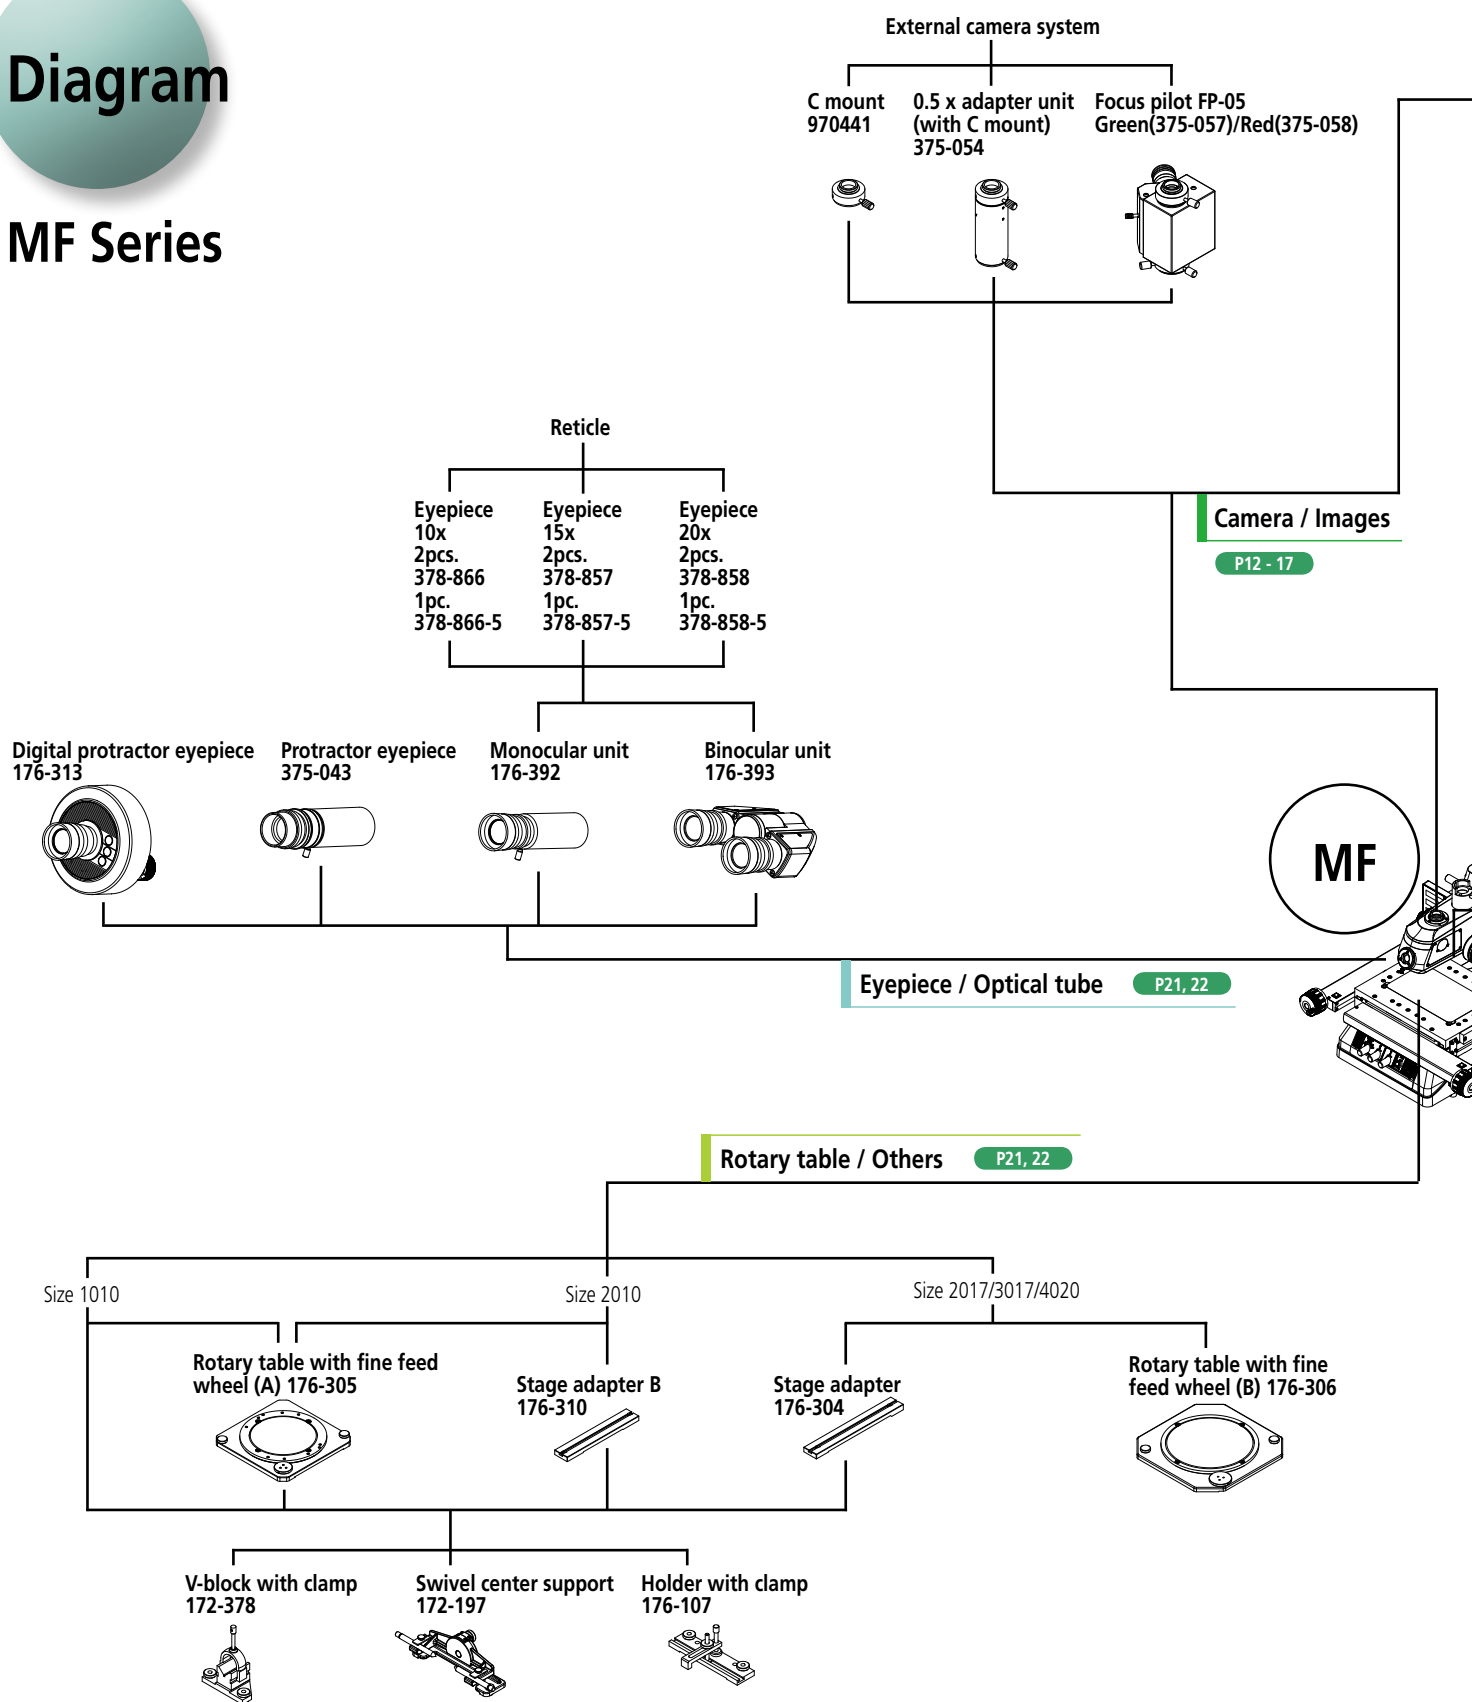 Diagram
MF Series
External camera system
C mount
970441
0.5 x adapter unit
(with C mount)
375-054
Focus pilot FP-05
Green(375-057)/Red(375-058)
Camera / Images
P12 - 17
Reticle
Eyepiece
10x
2pcs.
378-866
1pc.
378-866-5
Eyepiece
15x
2pcs.
378-857
1pc.
378-857-5
Eyepiece
20x
2pcs.
378-858
1pc.
378-858-5
Digital protractor eyepiece
176-313
Protractor eyepiece
375-043
Monocular unit
176-392
Binocular unit
176-393
MF
Eyepiece / Optical tube
P21, 22
Rotary table / Others
P21, 22
Size 1010
Size 2010
Size 2017/3017/4020
Rotary table with fine feed
wheel (A) 176-305
Stage adapter B
176-310
Stage adapter
176-304
Rotary table with fine
feed wheel (B) 176-306
V-block with clamp
172-378
Swivel center support
172-197
Holder with clamp
176-107